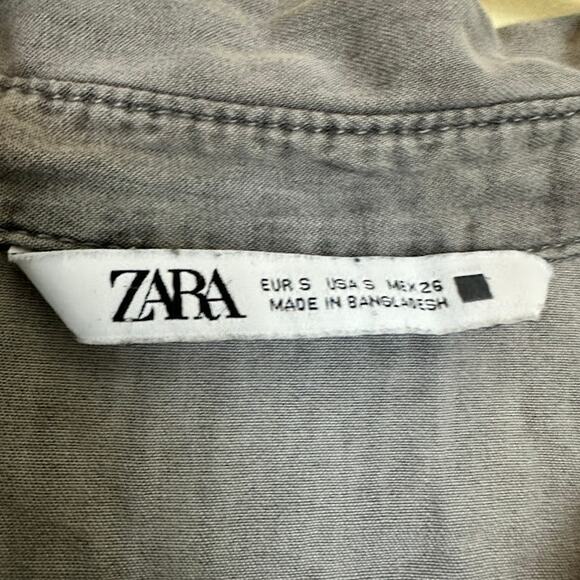 ZARA
EUR S USA S MEX 26
MADE IN BANGLADESH